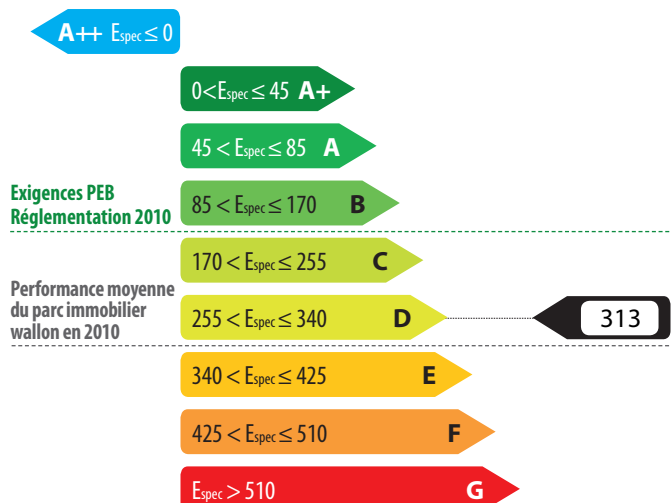 A++ Espec ≤ 0
0<Espec ≤ 45 A+
45 < Espec ≤ 85 A
Exigences PEB
Réglementation 2010
85 < Espec ≤ 170 B
170 < Espec ≤ 255 C
Performance moyenne
du parc immobilier
wallon en 2010
255 < Espec ≤ 340 D
313
340 < Espec ≤ 425 E
425 < Espec ≤ 510 F
Espec > 510 G